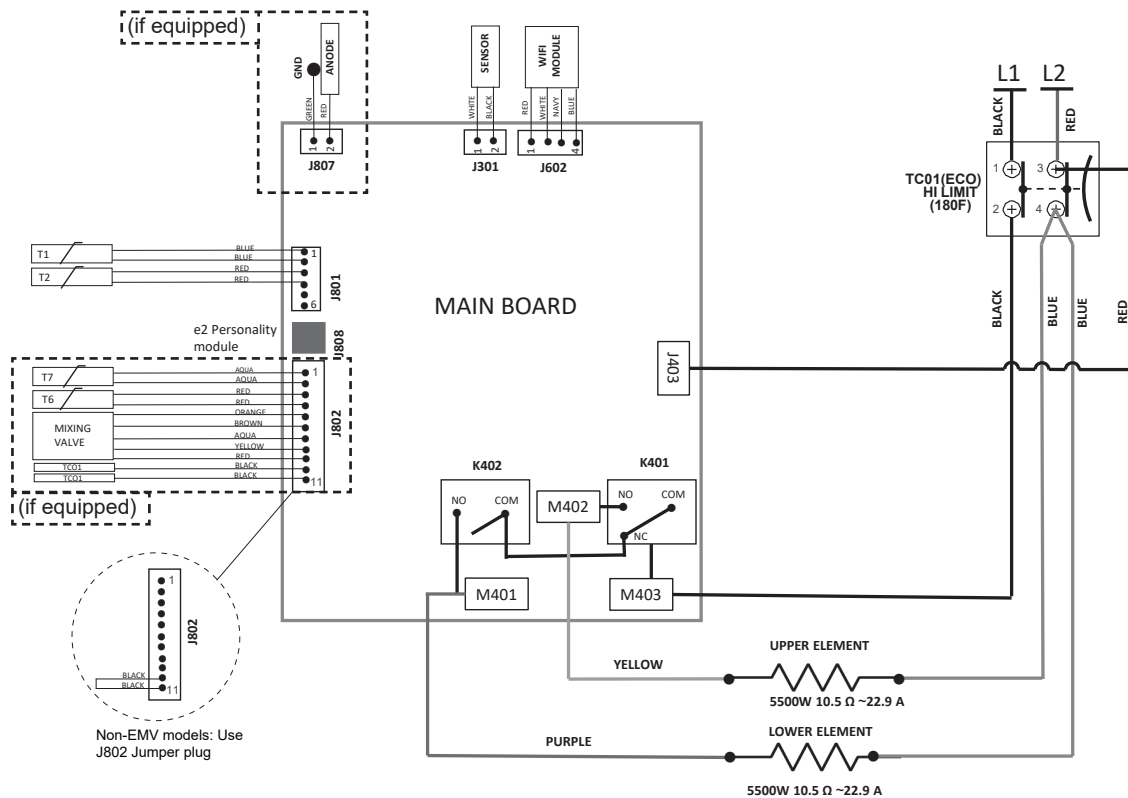 (if equipped)
GND
ANODE
GREEN
RED
1
2
J807
SENSOR
WHITE
BLACK
1
2
J301
WIFI
MODULE
RED
WHITE
NAVY
BLUE
1
4
J602
L1
L2
BLACK
RED
1
3
2
4
TC01(ECO)
HI LIMIT
(180F)
BLACK
BLUE
BLUE
RED
T1
T2
BLUE
BLUE
RED
RED
1
6
J801
MAIN BOARD
e2 Personality
module
J808
J403
T7
T6
MIXING
VALVE
TCO1
TCO1
AQUA
AQUA
RED
RED
ORANGE
BROWN
AQUA
YELLOW
RED
BLACK
BLACK
1
11
J802
(if equipped)
K402
NO
COM
K401
NO
COM
NC
M402
M401
M403
1
J802
BLACK
BLACK
11
Non-EMV models: Use
J802 Jumper plug
YELLOW
UPPER ELEMENT
5500W 10.5 Ω ~22.9 A
PURPLE
LOWER ELEMENT
5500W 10.5 Ω ~22.9 A